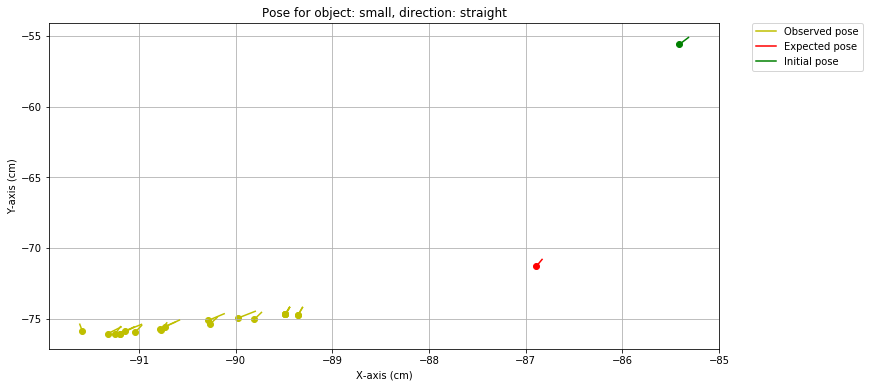 Pose for object: small, direction: straight
Observed pose
Expected pose
Initial pose
−55
−60
−65
−70
−75
Y-axis (cm)
−91
−90
−89
−88
−87
−86
−85
X-axis (cm)